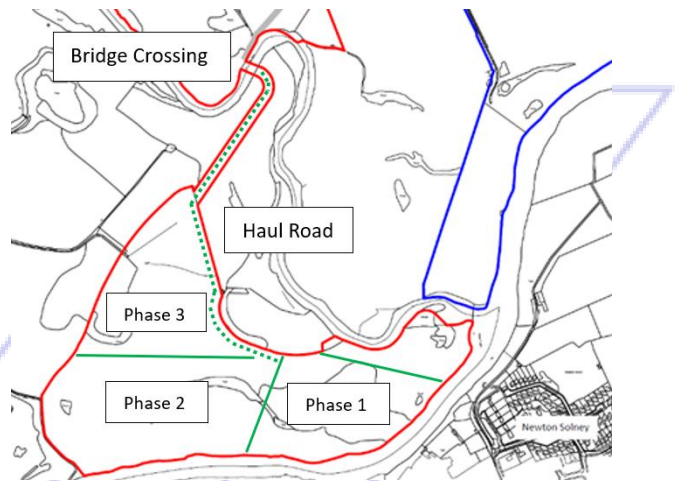 Bridge Crossing
Haul Road
Phase 3
Phase 2
Phase 1
Newton Solney